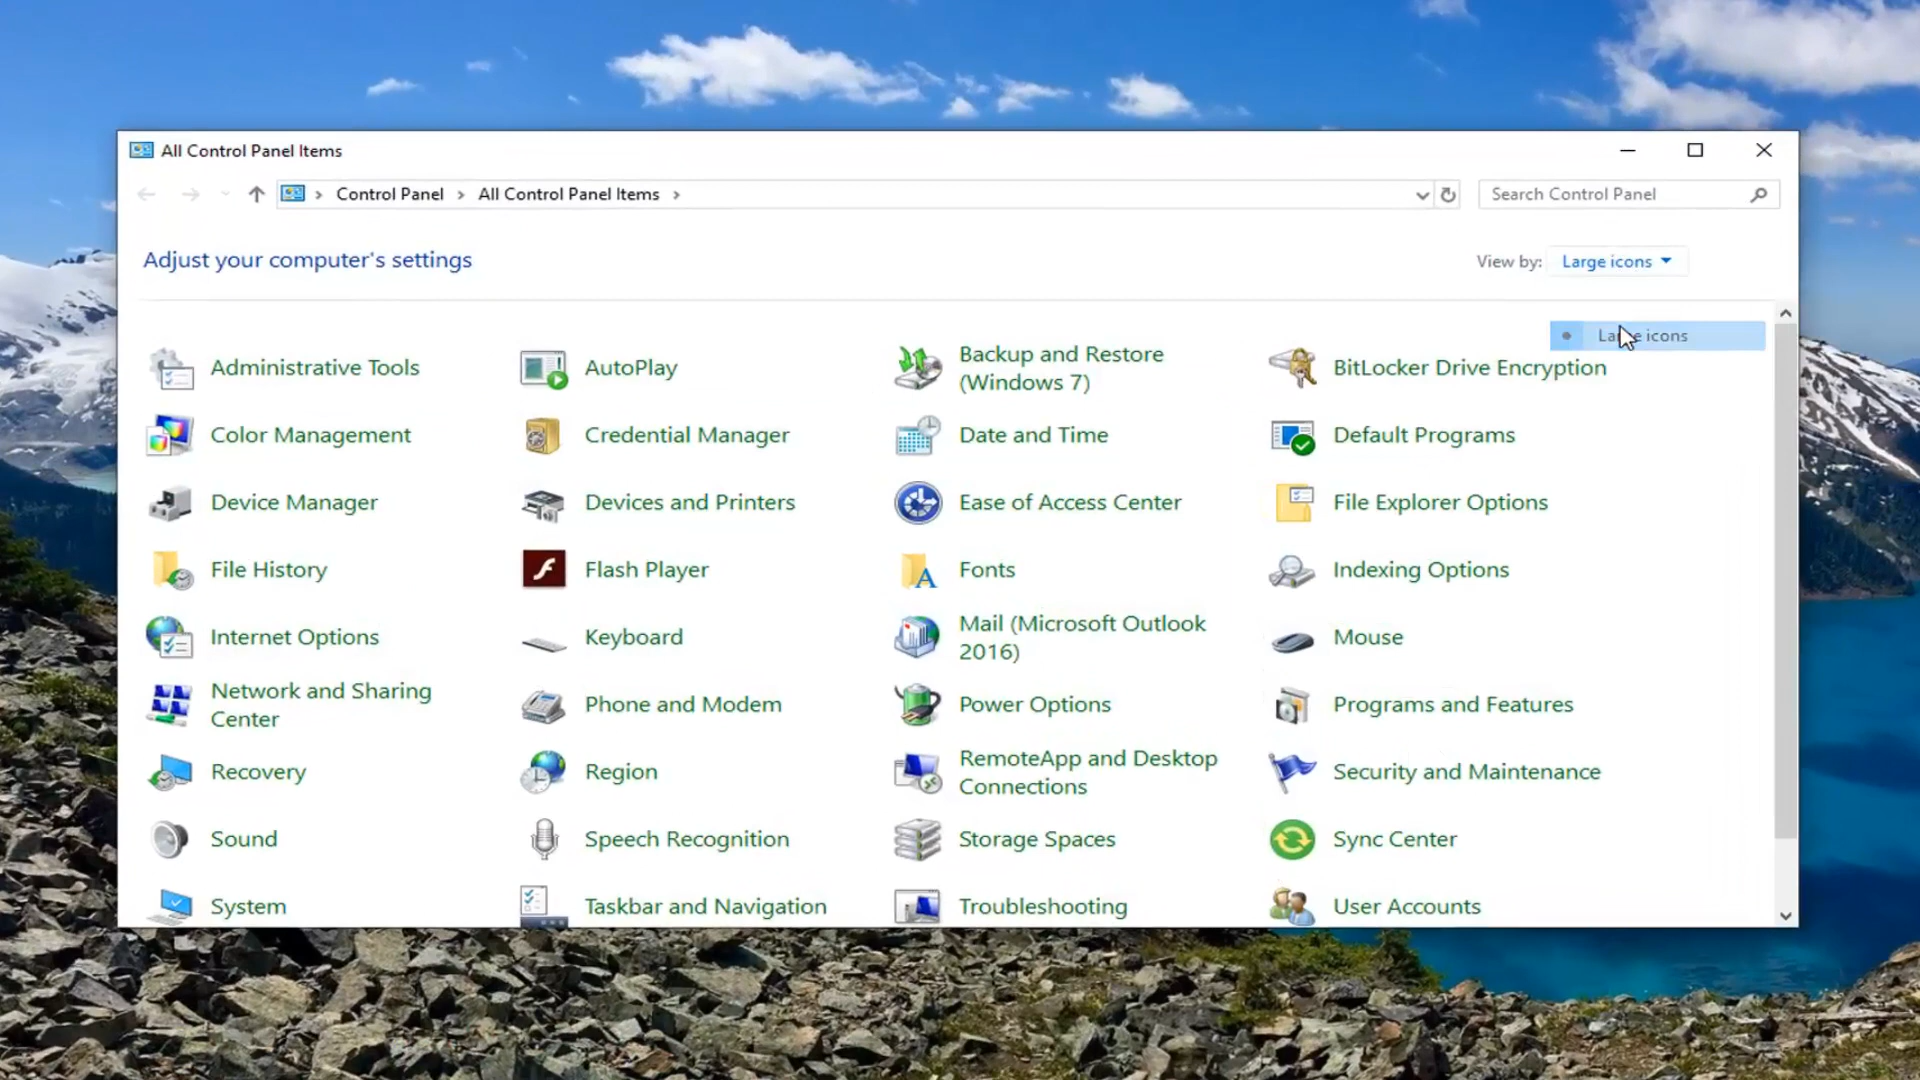 All Control Panel Items
Control Panel
All Control Panel Items
Search Control Panel
Adjust your computer's settings
View by:
Large icons
Large icons
Administrative Tools
AutoPlay
Backup and Restore
(Windows 7)
BitLocker Drive Encryption
Color Management
Credential Manager
Date and Time
Default Programs
Device Manager
Devices and Printers
Ease of Access Center
File Explorer Options
File History
Flash Player
Fonts
Indexing Options
Internet Options
Keyboard
Mail (Microsoft Outlook
2016)
Mouse
Network and Sharing
Center
Phone and Modem
Power Options
Programs and Features
Recovery
Region
RemoteApp and Desktop
Connections
Security and Maintenance
Sound
Speech Recognition
Storage Spaces
Sync Center
System
Taskbar and Navigation
Troubleshooting
User Accounts